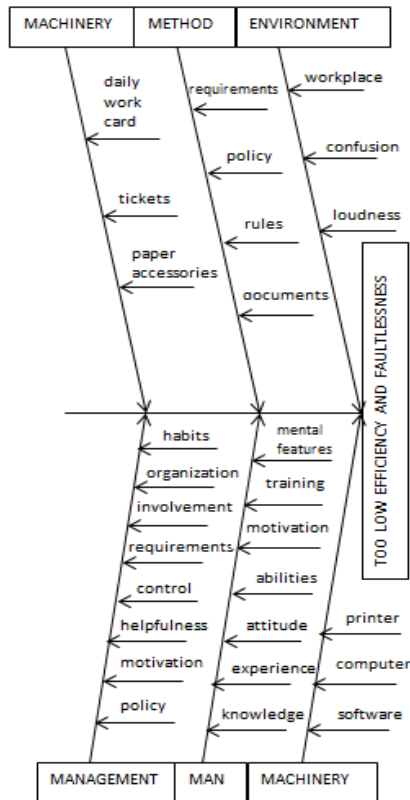 MACHINERY
METHOD
ENVIRONMENT
daily
work
card
tickets
paper
accessories
requirements
policy
rules
documents
workplace
confusion
loudness
TOO LOW EFFICIENCY AND FAULTLESSNESS
habits
organization
involvement
requirements
control
helpfulness
motivation
policy
mental
features
training
motivation
abilities
attitude
experience
knowledge
printer
computer
software
MANAGEMENT
MAN
MACHINERY